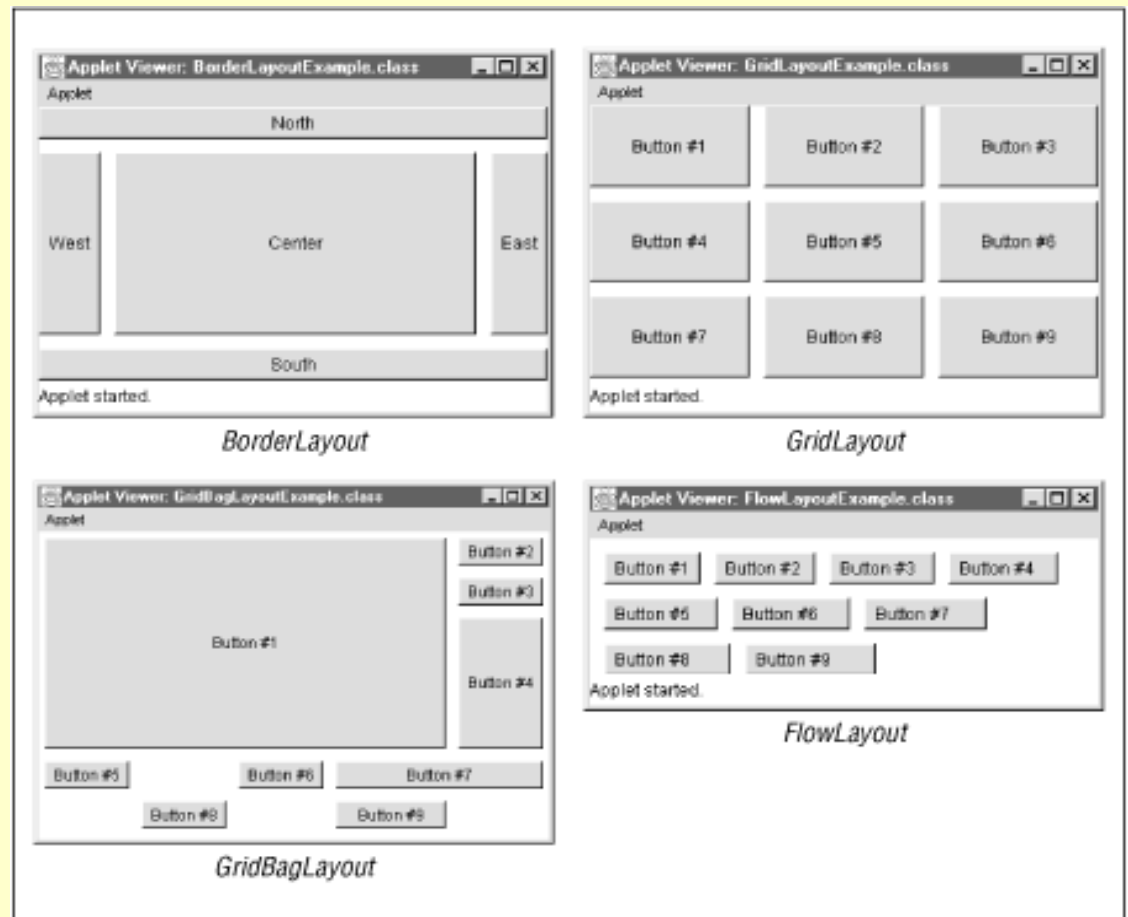 Applet Viewer: BorderLayoutExample.class
Applet
North
West
Center
East
South
Applet started.
BorderLayout
Applet Viewer: GridLayoutExample.class
Applet
Button #1 Button #2 Button #3
Button #4 Button #5 Button #6
Button #7 Button #8 Button #9
Applet started.
GridLayout
Applet Viewer: GridBagLayoutExample.class
Applet
Button #1
Button #2
Button #3
Button #4
Button #5 Button #6 Button #7
Button #8 Button #9
GridBagLayout
Applet Viewer: FlowLayoutExample.class
Applet
Button #1 Button #2 Button #3 Button #4
Button #5 Button #6 Button #7
Button #8 Button #9
Applet started.
FlowLayout